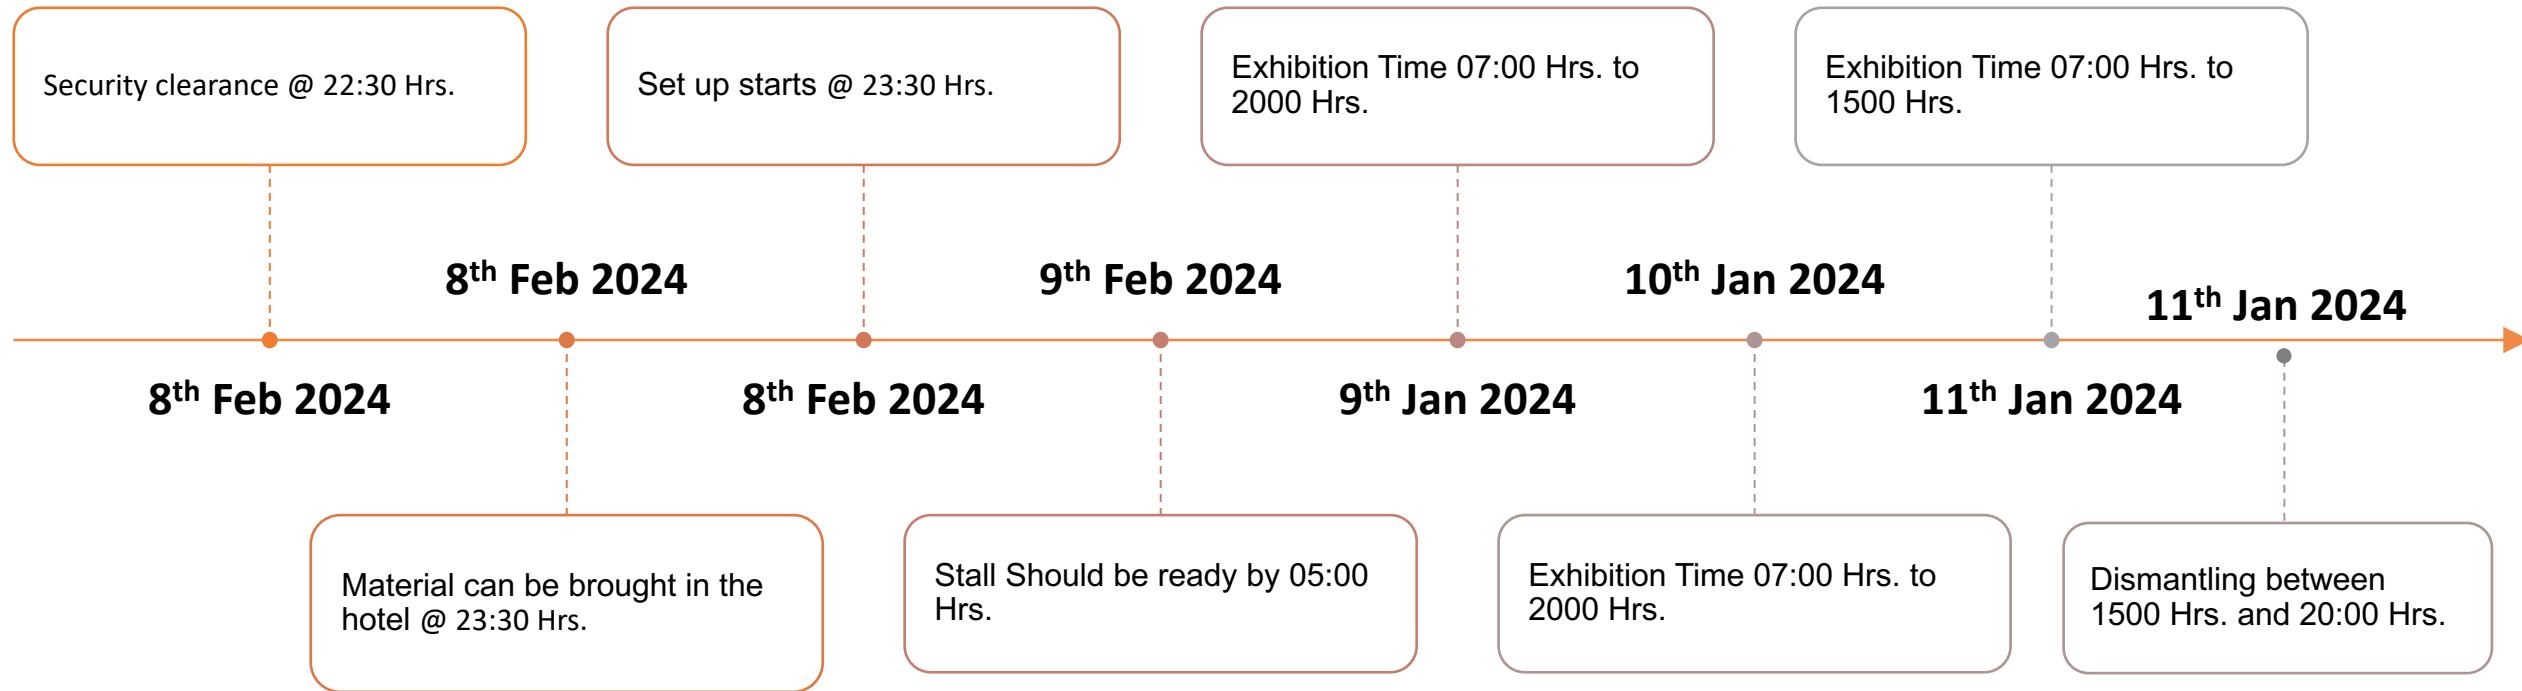 Security clearance @ 22:30 Hrs.
Set up starts @ 23:30 Hrs.
Exhibition Time 07:00 Hrs. to
2000 Hrs.
Exhibition Time 07:00 Hrs. to
1500 Hrs.
8th Feb 2024
9th Feb 2024
10th Jan 2024
11th Jan 2024
8th Feb 2024
8th Feb 2024
9th Jan 2024
11th Jan 2024
Material can be brought in the
hotel @ 23:30 Hrs.
Stall Should be ready by 05:00
Hrs.
Exhibition Time 07:00 Hrs. to
2000 Hrs.
Dismantling between
1500 Hrs. and 20:00 Hrs.